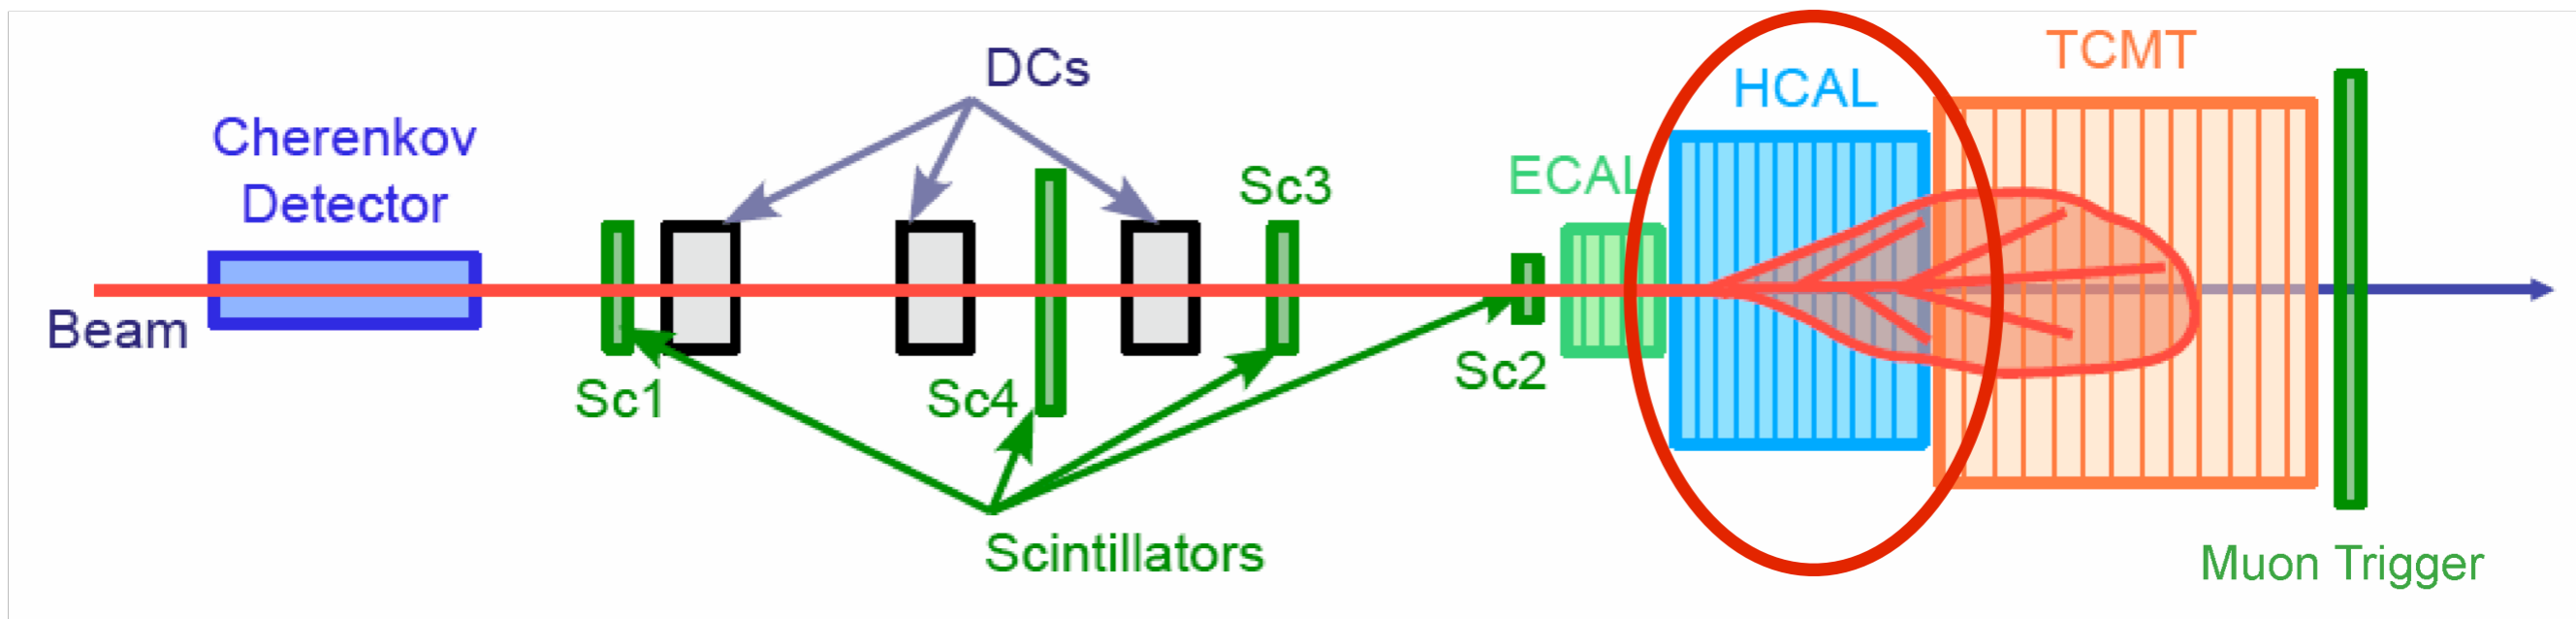 DCs
TCMT
HCAL
Cherenkov
Detector
ECAL
Sc3
Beam
Sc1
Sc4
Sc2
Scintillators
Muon Trigger